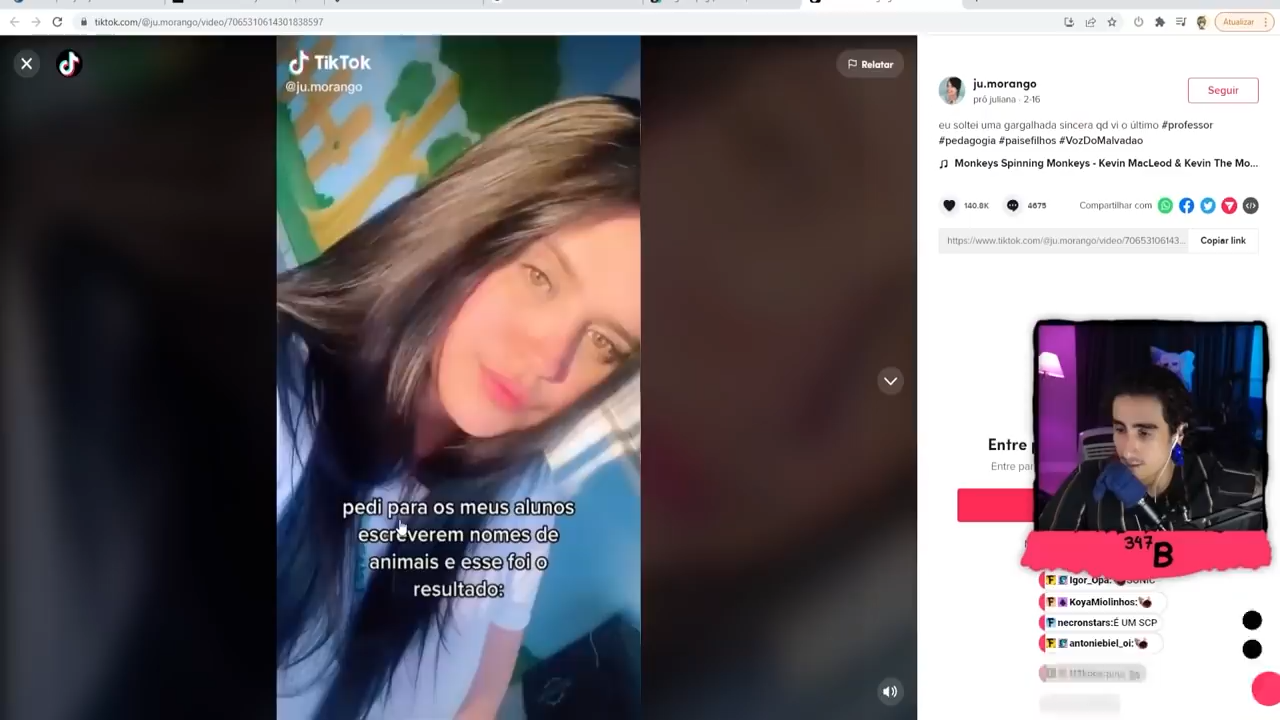 tiktok.com/@ju.morango/video/7065310614301838597
Atualizar
TikTok
@ju.morango
Relatar
pedi para os meus alunos
escreverem nomes de
animais e esse foi o
resultado:
ju.morango
pró juliana · 2-16
Seguir
eu soltei uma gargalhada sincera qd vi o último #professor
#pedagogia #paisefilhos #VozDoMalvadao
Monkeys Spinning Monkeys - Kevin MacLeod & Kevin The Mo...
140.8K
4675
Compartilhar com
https://www.tiktok.com/@ju.morango/video/70653106143...
Copiar link
Entre
Entre
347B
Igor_Opa: SONIC
KoyaMiolinhos:
necronstars:É UM SCP
antoniebiel_oi: